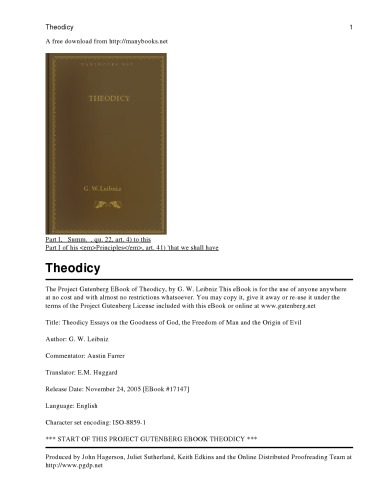 Theodicy 1
A free download from http://manybooks.net
MANYBOOKS.NET
THEODICY
G. W. Leibniz
Part I, Summ. , qu. 22, art. 4) to this
Part I of his <em>Principles</em>, art. 41) 'that we shall have
Theodicy
The Project Gutenberg EBook of Theodicy, by G. W. Leibniz This eBook is for the use of anyone anywhere
at no cost and with almost no restrictions whatsoever. You may copy it, give it away or re-use it under the
terms of the Project Gutenberg License included with this eBook or online at www.gutenberg.net
Title: Theodicy Essays on the Goodness of God, the Freedom of Man and the Origin of Evil
Author: G. W. Leibniz
Commentator: Austin Farrer
Translator: E.M. Huggard
Release Date: November 24, 2005 [EBook #17147]
Language: English
Character set encoding: ISO-8859-1
*** START OF THIS PROJECT GUTENBERG EBOOK THEODICY ***
Produced by John Hagerson, Juliet Sutherland, Keith Edkins and the Online Distributed Proofreading Team at
http://www.pgdp.net